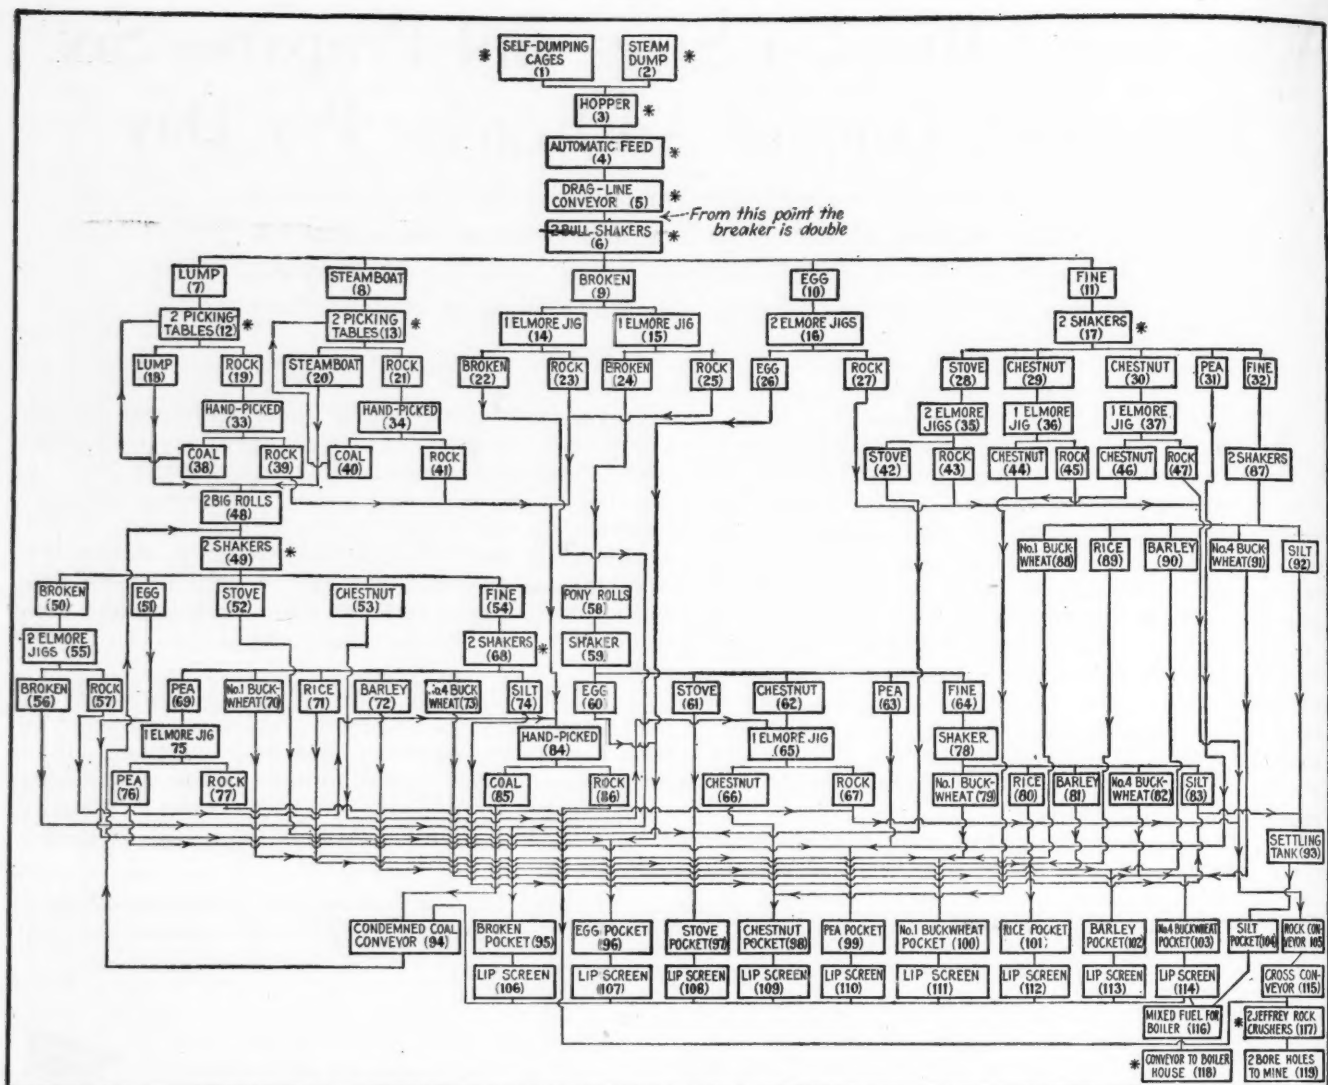 * SELF-DUMPING
CAGES
(1)
STEAM
DUMP
(2) *
HOPPER
(3) *
AUTOMATIC FEED
(4) *
DRAG-LINE
CONVEYOR (5) *
From this point the
breaker is double
2 BULL SHAKERS
(6) *
LUMP
(7)
STEAMBOAT
(8)
BROKEN
(9)
EGG
(10)
FINE
(11)
2 PICKING
TABLES (12) *
2 PICKING
TABLES (13) *
1 ELMORE JIG
(14)
1 ELMORE JIG
(15)
2 ELMORE JIGS
(16)
2 SHAKERS
(17) *
LUMP
(18)
ROCK
(19)
STEAMBOAT
(20)
ROCK
(21)
BROKEN
(22)
ROCK
(23)
BROKEN
(24)
ROCK
(25)
EGG
(26)
ROCK
(27)
STOVE
(28)
CHESTNUT
(29)
CHESTNUT
(30)
PEA
(31)
FINE
(32)
HAND-PICKED
(33)
HAND-PICKED
(34)
2 ELMORE
JIGS (35)
1 ELMORE
JIG (36)
1 ELMORE
JIG (37)
COAL
(38)
ROCK
(39)
COAL
(40)
ROCK
(41)
STOVE
(42)
ROCK
(43)
CHESTNUT
(44)
ROCK
(45)
CHESTNUT
(46)
ROCK
(47)
2 SHAKERS
(87)
2 BIG ROLLS
(48)
2 SHAKERS
(49) *
No.1 BUCK-
WHEAT (88)
RICE
(89)
BARLEY
(90)
No.4 BUCK-
WHEAT (91)
SILT
(92)
BROKEN
(50)
EGG
(51)
STOVE
(52)
CHESTNUT
(53)
FINE
(54)
PONY ROLLS
(58)
2 ELMORE
JIGS (55)
2 SHAKERS
(68) *
SHAKER
(59)
BROKEN
(56)
ROCK
(57)
PEA
(69)
No.1 BUCK-
WHEAT (70)
RICE
(71)
BARLEY
(72)
No.4 BUCK
WHEAT (73)
SILT
(74)
EGG
(60)
STOVE
(61)
CHESTNUT
(62)
PEA
(63)
FINE
(64)
1 ELMORE JIG
75
HAND-PICKED
(84)
1 ELMORE JIG
(65)
SHAKER
(78)
PEA
(76)
ROCK
(77)
COAL
(85)
ROCK
(86)
CHESTNUT
(66)
ROCK
(67)
No.1 BUCK-
WHEAT (79)
RICE
(80)
BARLEY
(81)
No.4 BUCK-
WHEAT (82)
SILT
(83)
SETTLING
TANK (93)
CONDEMNED COAL
CONVEYOR (94)
BROKEN
POCKET (95)
EGG POCKET
(96)
STOVE
POCKET (97)
CHESTNUT
POCKET (98)
PEA POCKET
(99)
No.1 BUCKWHEAT
POCKET (100)
RICE POCKET
(101)
BARLEY
POCKET (102)
No.4 BUCKWHEAT
POCKET (103)
SILT
POCKET (104)
ROCK CON-
VEYOR 105
LIP SCREEN
(106)
LIP SCREEN
(107)
LIP SCREEN
(108)
LIP SCREEN
(109)
LIP SCREEN
(110)
LIP SCREEN
(111)
LIP SCREEN
(112)
LIP SCREEN
(113)
LIP SCREEN
(114)
CROSS CON-
VEYOR (115)
MIXED FUEL FOR
BOILER (116)
* 2 JEFFREY ROCK
CRUSHERS (117)
* CONVEYOR TO BOILER
HOUSE (118)
2 BORE HOLES
TO MINE (119)